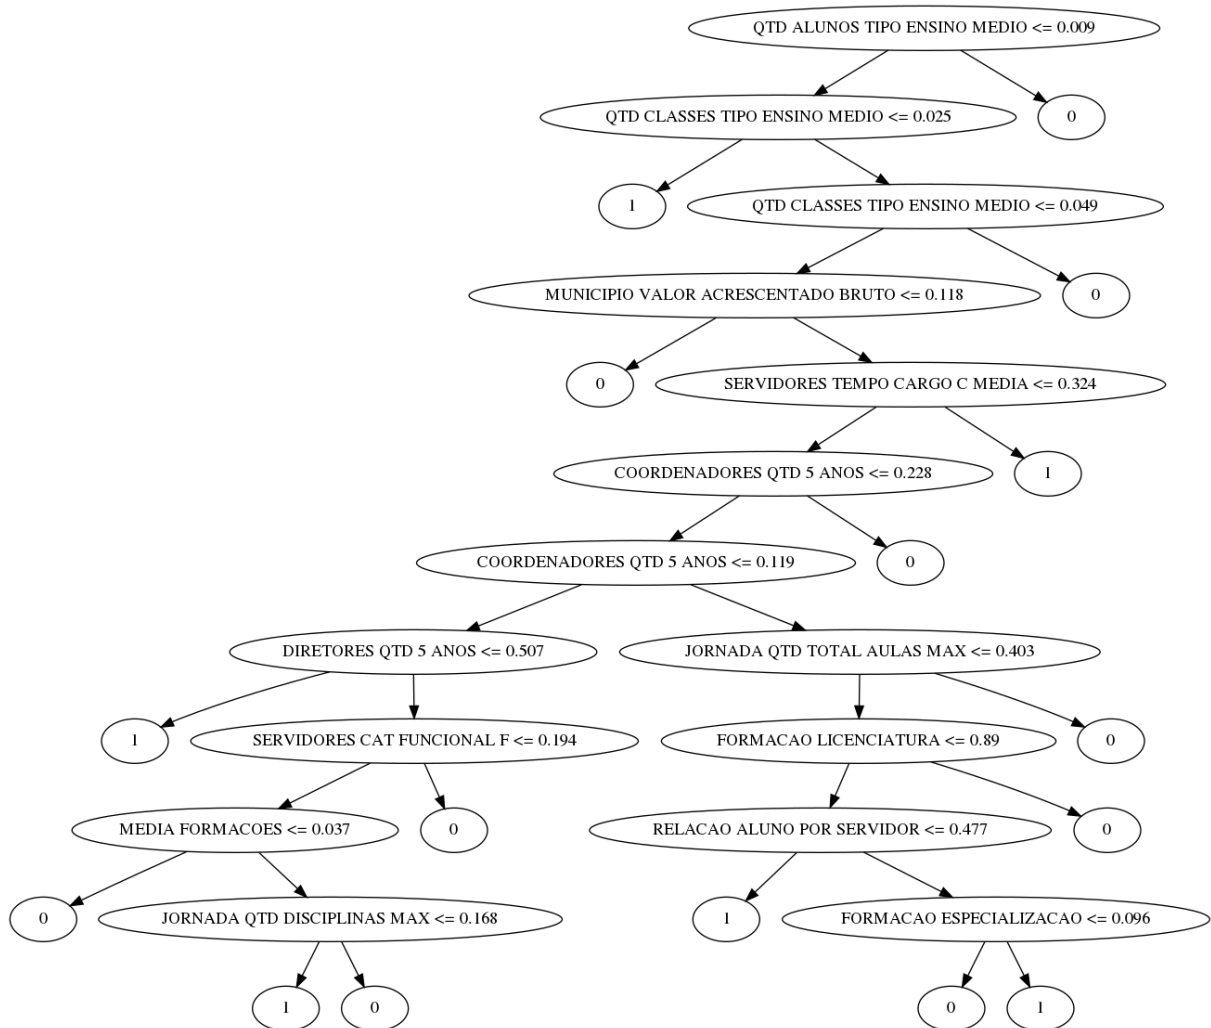 QTD ALUNOS TIPO ENSINO MEDIO <= 0.009
QTD CLASSES TIPO ENSINO MEDIO <= 0.025
0
1
QTD CLASSES TIPO ENSINO MEDIO <= 0.049
MUNICIPIO VALOR ACRESCENTADO BRUTO <= 0.118
0
0
SERVIDORES TEMPO CARGO C MEDIA <= 0.324
COORDENADORES QTD 5 ANOS <= 0.228
1
COORDENADORES QTD 5 ANOS <= 0.119
0
DIRETORES QTD 5 ANOS <= 0.507
JORNADA QTD TOTAL AULAS MAX <= 0.403
1
SERVIDORES CAT FUNCIONAL F <= 0.194
FORMACAO LICENCIATURA <= 0.89
0
MEDIA FORMACOES <= 0.037
0
RELACAO ALUNO POR SERVIDOR <= 0.477
0
0
JORNADA QTD DISCIPLINAS MAX <= 0.168
1
FORMACAO ESPECIALIZACAO <= 0.096
1
0
0
1